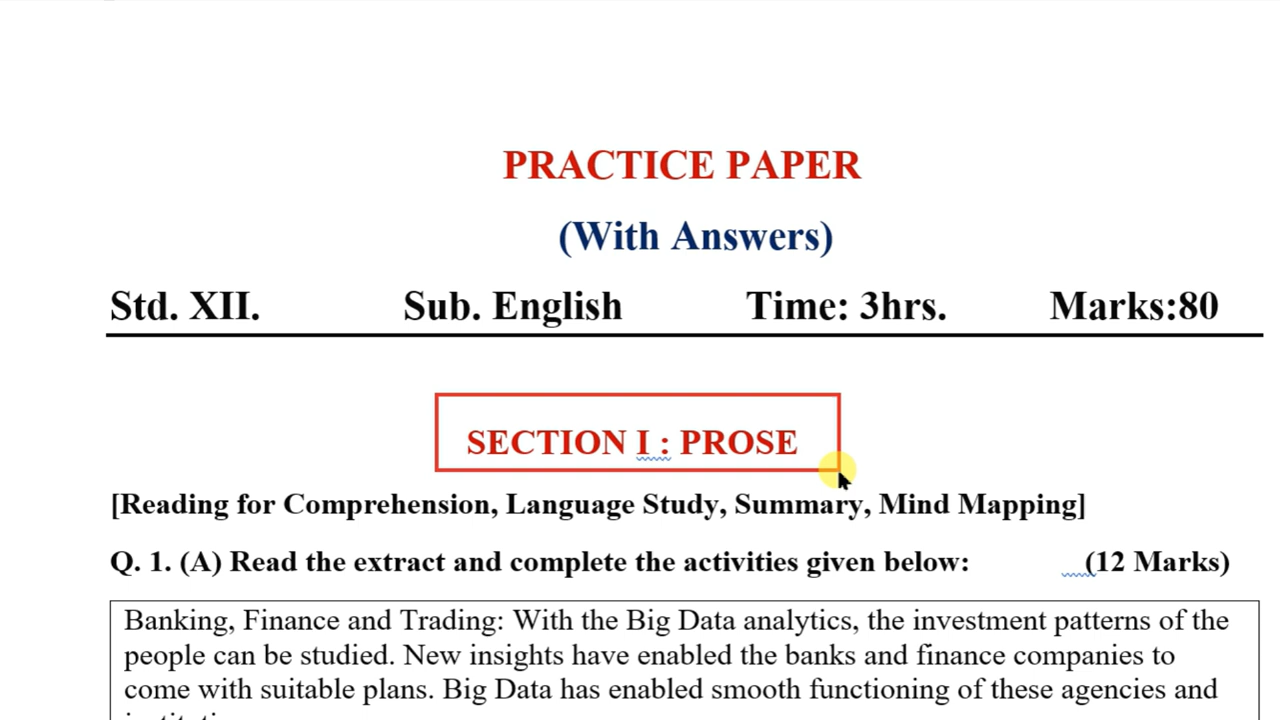 PRACTICE PAPER
(With Answers)
Std. XII. Sub. English Time: 3hrs. Marks:80
SECTION I : PROSE
[Reading for Comprehension, Language Study, Summary, Mind Mapping]
Q. 1. (A) Read the extract and complete the activities given below: (12 Marks)
Banking, Finance and Trading: With the Big Data analytics, the investment patterns of the
people can be studied. New insights have enabled the banks and finance companies to
come with suitable plans. Big Data has enabled smooth functioning of these agencies and